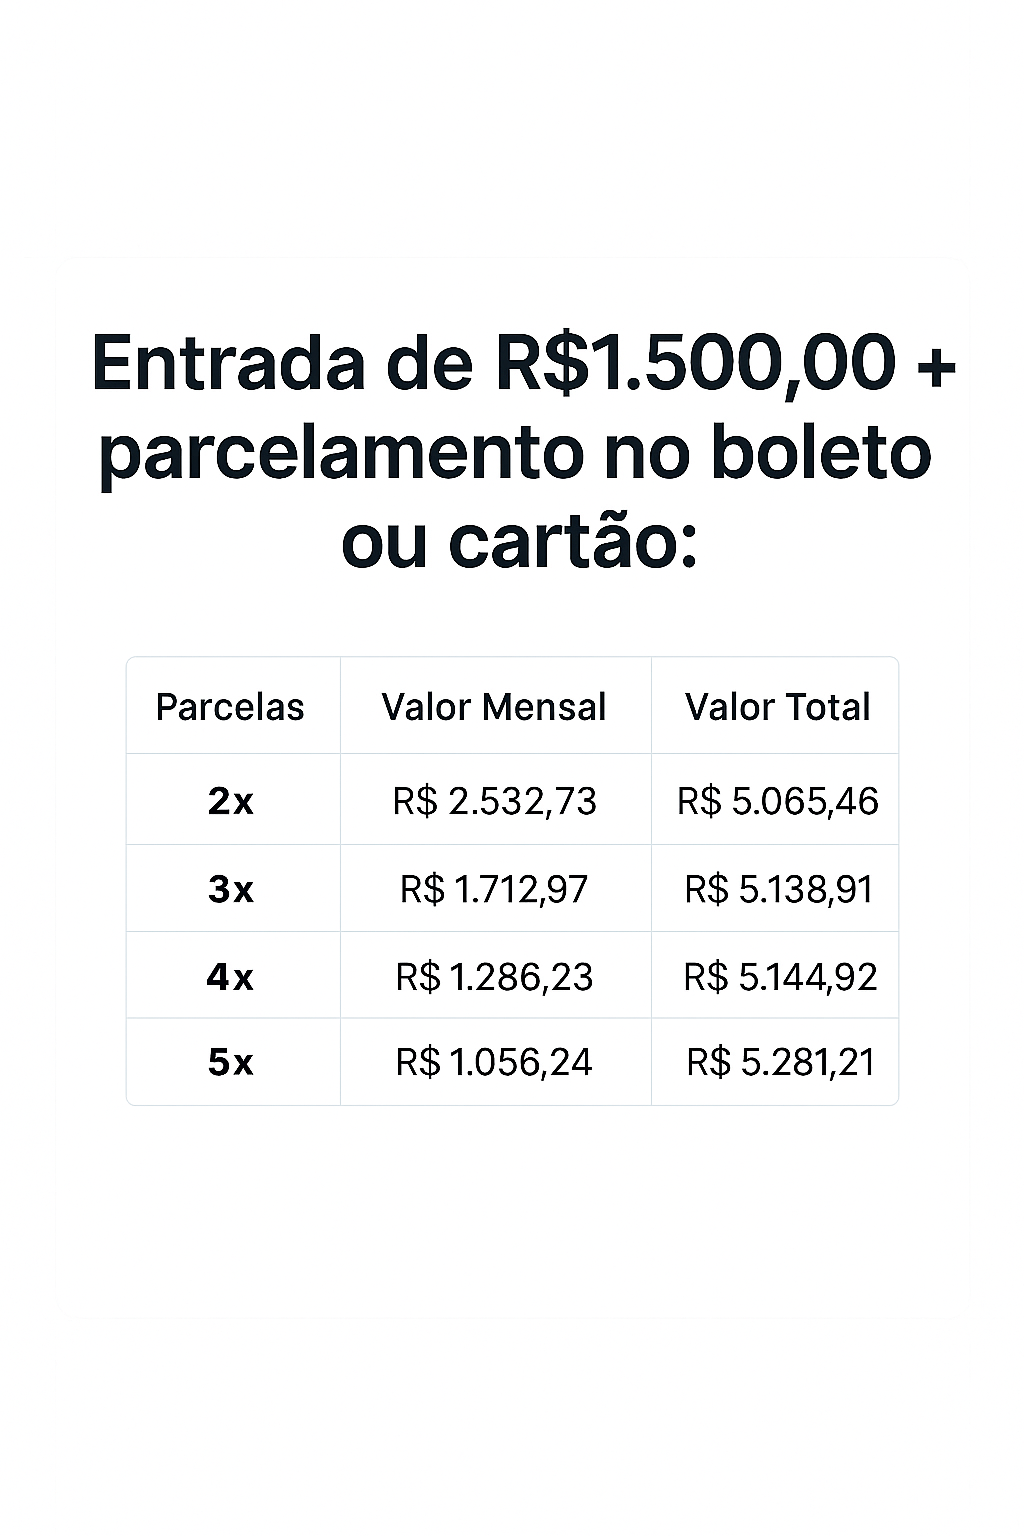 Entrada de R$1.500,00 +
parcelamento no boleto
ou cartão:
Parcelas Valor Mensal Valor Total
2x R$ 2.532,73 R$ 5.065,46
3x R$ 1.712,97 R$ 5.138,91
4x R$ 1.286,23 R$ 5.144,92
5x R$ 1.056,24 R$ 5.281,21